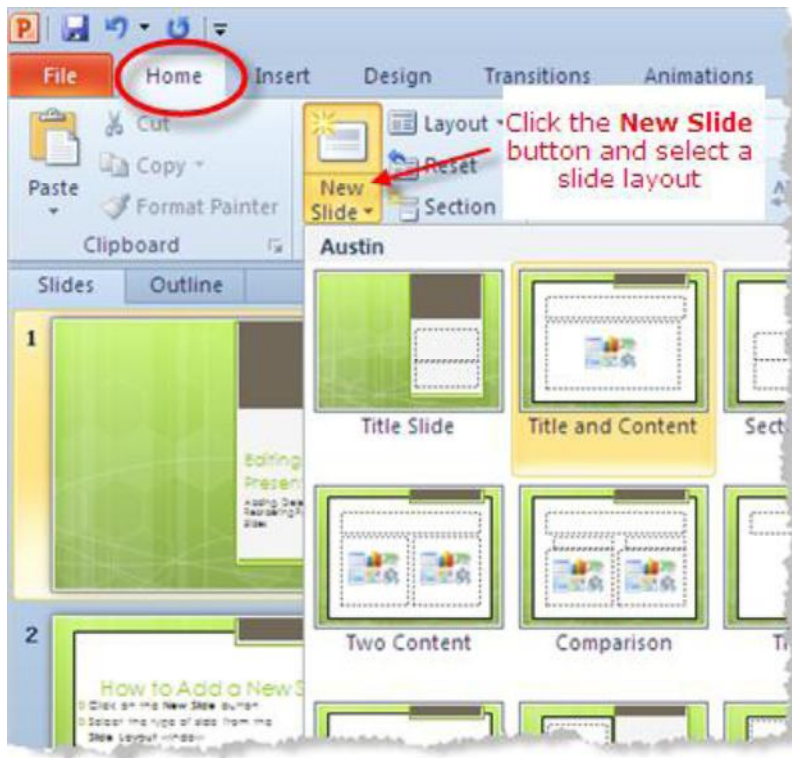 P
File Home Insert Design Transitions Animations
Cut
Copy
Format Painter
Paste
Clipboard
New
Slide
Layout
Reset
Section
Click the New Slide
button and select a
slide layout
Slides Outline
Austin
Title Slide
Title and Content
Sect
Two Content
Comparison
1
Editing
Presen
2
How to Add a New S
Click on the New Slide button
Select the type of slide from the
Slide Layout window